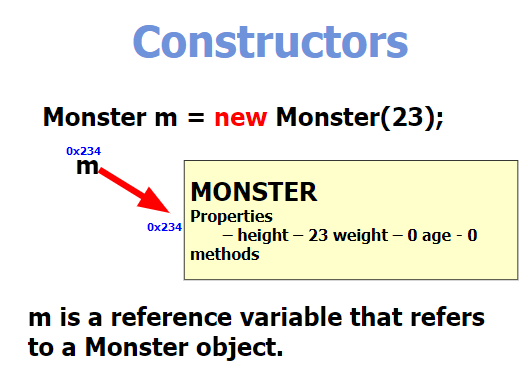 Constructors
Monster m = new Monster(23);
0x234
m
0x234
MONSTER
Properties
– height – 23 weight – 0 age - 0
methods
m is a reference variable that refers
to a Monster object.